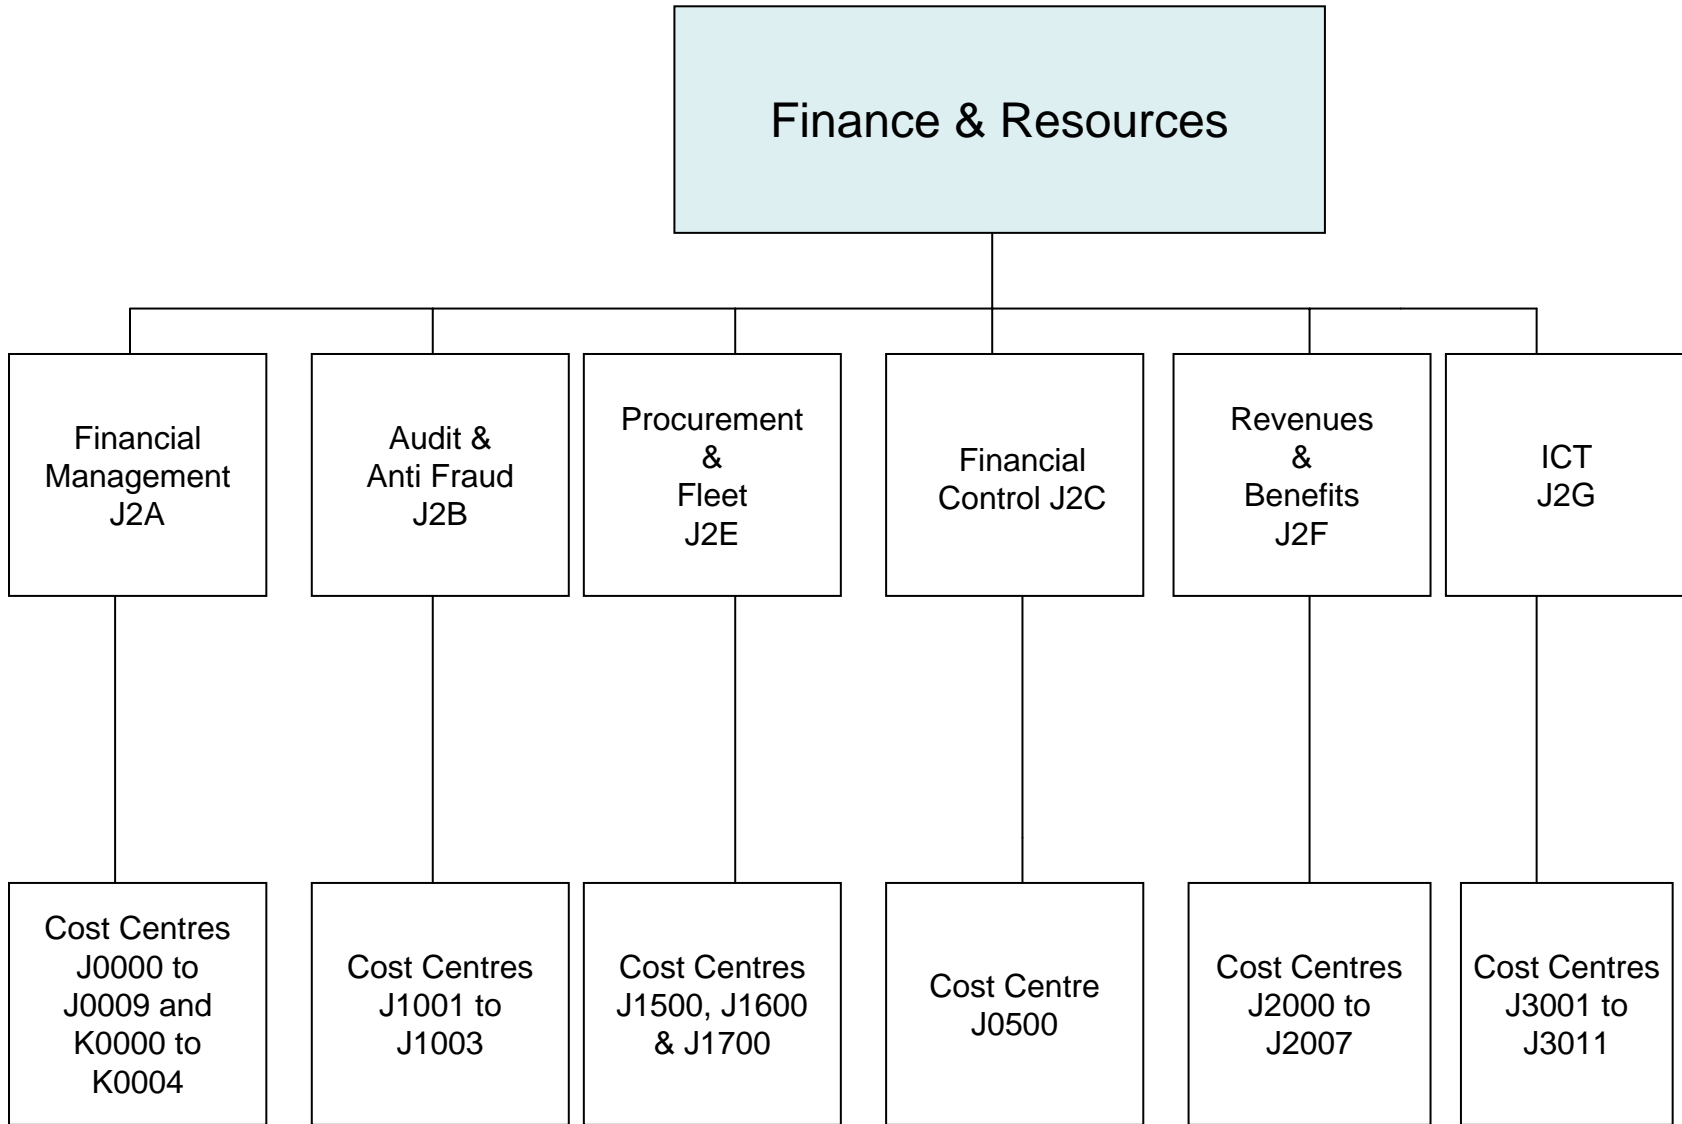 Finance & Resources
Financial
Management
J2A
Audit &
Anti Fraud
J2B
Procurement
&
Fleet
J2E
Financial
Control J2C
Revenues
&
Benefits
J2F
ICT
J2G
Cost Centres
J0000 to
J0009 and
K0000 to
K0004
Cost Centres
J1001 to
J1003
Cost Centres
J1500, J1600
& J1700
Cost Centre
J0500
Cost Centres
J2000 to
J2007
Cost Centres
J3001 to
J3011